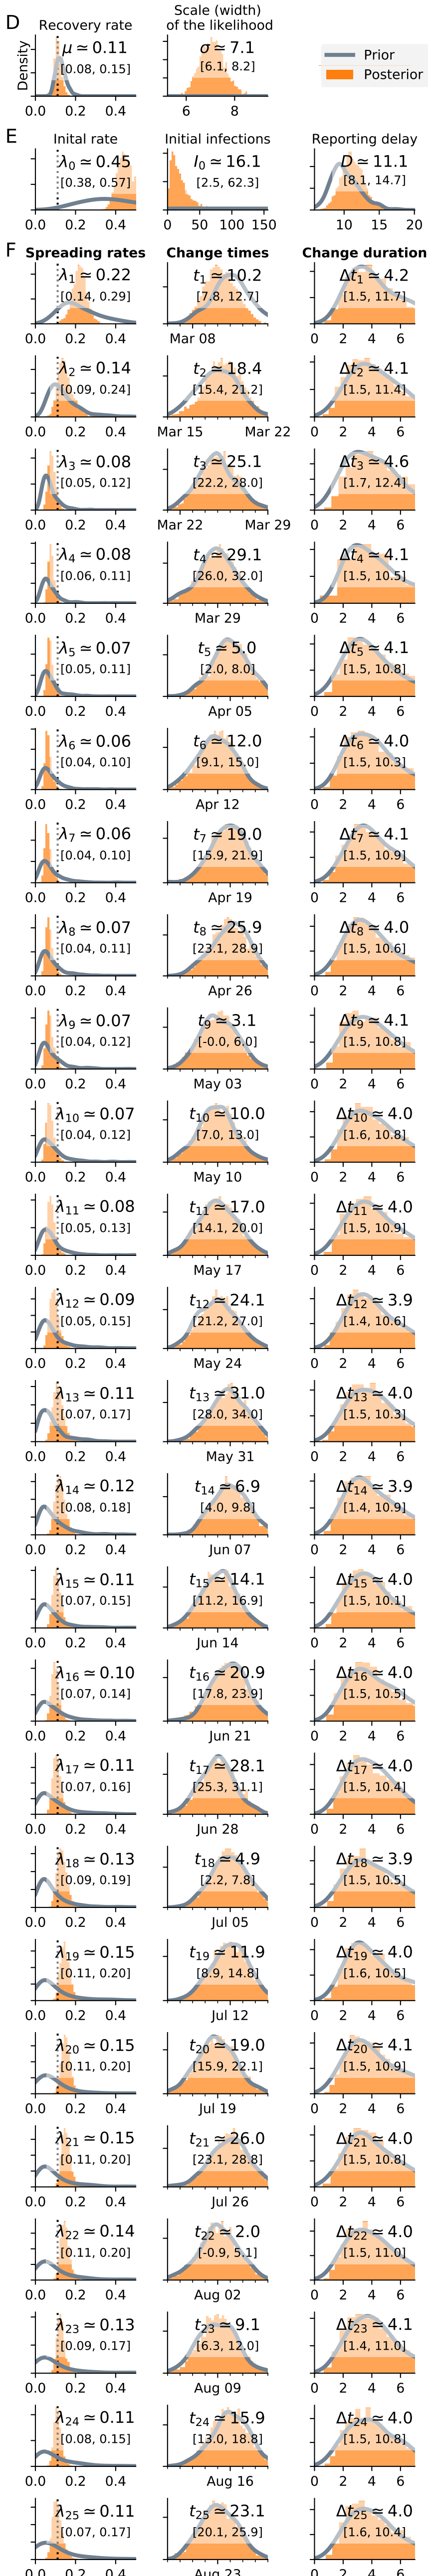 D
Recovery rate
Scale (width)
of the likelihood
Density
μ ≃ 0.11
[0.08, 0.15]
σ ≃ 7.1
[6.1, 8.2]
Prior
Posterior
0.0 0.2 0.4
6 8
E
Inital rate
Initial infections
Reporting delay
λ0 ≃ 0.45
[0.38, 0.57]
I0 ≃ 16.1
[2.5, 62.3]
D ≃ 11.1
[8.1, 14.7]
0.0 0.2 0.4
0 50 100 150
10 15 20
F
Spreading rates
Change times
Change duration
λ1 ≃ 0.22
[0.14, 0.29]
t1 ≃ 10.2
[7.8, 12.7]
Δt1 ≃ 4.2
[1.5, 11.7]
0.0 0.2 0.4
Mar 08
0 2 4 6
λ2 ≃ 0.14
[0.09, 0.24]
t2 ≃ 18.4
[15.4, 21.2]
Δt2 ≃ 4.1
[1.5, 11.4]
0.0 0.2 0.4
Mar 15 Mar 22
0 2 4 6
λ3 ≃ 0.08
[0.05, 0.12]
t3 ≃ 25.1
[22.2, 28.0]
Δt3 ≃ 4.6
[1.7, 12.4]
0.0 0.2 0.4
Mar 22 Mar 29
0 2 4 6
λ4 ≃ 0.08
[0.06, 0.11]
t4 ≃ 29.1
[26.0, 32.0]
Δt4 ≃ 4.1
[1.5, 10.5]
0.0 0.2 0.4
Mar 29
0 2 4 6
λ5 ≃ 0.07
[0.05, 0.11]
t5 ≃ 5.0
[2.0, 8.0]
Δt5 ≃ 4.1
[1.5, 10.8]
0.0 0.2 0.4
Apr 05
0 2 4 6
λ6 ≃ 0.06
[0.04, 0.10]
t6 ≃ 12.0
[9.1, 15.0]
Δt6 ≃ 4.0
[1.5, 10.3]
0.0 0.2 0.4
Apr 12
0 2 4 6
λ7 ≃ 0.06
[0.04, 0.10]
t7 ≃ 19.0
[15.9, 21.9]
Δt7 ≃ 4.1
[1.5, 10.9]
0.0 0.2 0.4
Apr 19
0 2 4 6
λ8 ≃ 0.07
[0.04, 0.11]
t8 ≃ 25.9
[23.1, 28.9]
Δt8 ≃ 4.0
[1.5, 10.6]
0.0 0.2 0.4
Apr 26
0 2 4 6
λ9 ≃ 0.07
[0.04, 0.12]
t9 ≃ 3.1
[-0.0, 6.0]
Δt9 ≃ 4.1
[1.5, 10.8]
0.0 0.2 0.4
May 03
0 2 4 6
λ10 ≃ 0.07
[0.04, 0.12]
t10 ≃ 10.0
[7.0, 13.0]
Δt10 ≃ 4.0
[1.6, 10.8]
0.0 0.2 0.4
May 10
0 2 4 6
λ11 ≃ 0.08
[0.05, 0.13]
t11 ≃ 17.0
[14.1, 20.0]
Δt11 ≃ 4.0
[1.5, 10.9]
0.0 0.2 0.4
May 17
0 2 4 6
λ12 ≃ 0.09
[0.05, 0.15]
t12 ≃ 24.1
[21.2, 27.0]
Δt12 ≃ 3.9
[1.4, 10.6]
0.0 0.2 0.4
May 24
0 2 4 6
λ13 ≃ 0.11
[0.07, 0.17]
t13 ≃ 31.0
[28.0, 34.0]
Δt13 ≃ 4.0
[1.5, 10.3]
0.0 0.2 0.4
May 31
0 2 4 6
λ14 ≃ 0.12
[0.08, 0.18]
t14 ≃ 6.9
[4.0, 9.8]
Δt14 ≃ 3.9
[1.4, 10.9]
0.0 0.2 0.4
Jun 07
0 2 4 6
λ15 ≃ 0.11
[0.07, 0.15]
t15 ≃ 14.1
[11.2, 16.9]
Δt15 ≃ 4.0
[1.5, 10.1]
0.0 0.2 0.4
Jun 14
0 2 4 6
λ16 ≃ 0.10
[0.07, 0.14]
t16 ≃ 20.9
[17.8, 23.9]
Δt16 ≃ 4.0
[1.5, 10.5]
0.0 0.2 0.4
Jun 21
0 2 4 6
λ17 ≃ 0.11
[0.07, 0.16]
t17 ≃ 28.1
[25.3, 31.1]
Δt17 ≃ 4.0
[1.5, 10.4]
0.0 0.2 0.4
Jun 28
0 2 4 6
λ18 ≃ 0.13
[0.09, 0.19]
t18 ≃ 4.9
[2.2, 7.8]
Δt18 ≃ 3.9
[1.5, 10.5]
0.0 0.2 0.4
Jul 05
0 2 4 6
λ19 ≃ 0.15
[0.11, 0.20]
t19 ≃ 11.9
[8.9, 14.8]
Δt19 ≃ 4.0
[1.6, 10.5]
0.0 0.2 0.4
Jul 12
0 2 4 6
λ20 ≃ 0.15
[0.11, 0.20]
t20 ≃ 19.0
[15.9, 22.1]
Δt20 ≃ 4.1
[1.5, 10.9]
0.0 0.2 0.4
Jul 19
0 2 4 6
λ21 ≃ 0.15
[0.11, 0.20]
t21 ≃ 26.0
[23.1, 28.8]
Δt21 ≃ 4.0
[1.5, 10.8]
0.0 0.2 0.4
Jul 26
0 2 4 6
λ22 ≃ 0.14
[0.11, 0.20]
t22 ≃ 2.0
[-0.9, 5.1]
Δt22 ≃ 4.0
[1.5, 11.0]
0.0 0.2 0.4
Aug 02
0 2 4 6
λ23 ≃ 0.13
[0.09, 0.17]
t23 ≃ 9.1
[6.3, 12.0]
Δt23 ≃ 4.1
[1.4, 11.0]
0.0 0.2 0.4
Aug 09
0 2 4 6
λ24 ≃ 0.11
[0.08, 0.15]
t24 ≃ 15.9
[13.0, 18.8]
Δt24 ≃ 4.0
[1.5, 10.8]
0.0 0.2 0.4
Aug 16
0 2 4 6
λ25 ≃ 0.11
[0.07, 0.17]
t25 ≃ 23.1
[20.1, 25.9]
Δt25 ≃ 4.0
[1.6, 10.4]
0.0 0.2 0.4
Aug 23
0 2 4 6